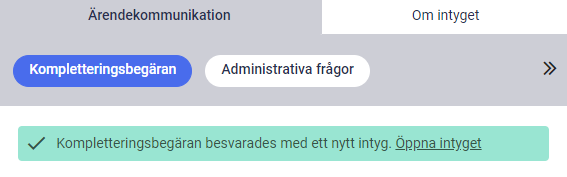 Ärendekommunikation Om intyget
Kompletteringsbegäran Administrativa frågor
Kompletteringsbegäran besvarades med ett nytt intyg. Öppna intyget